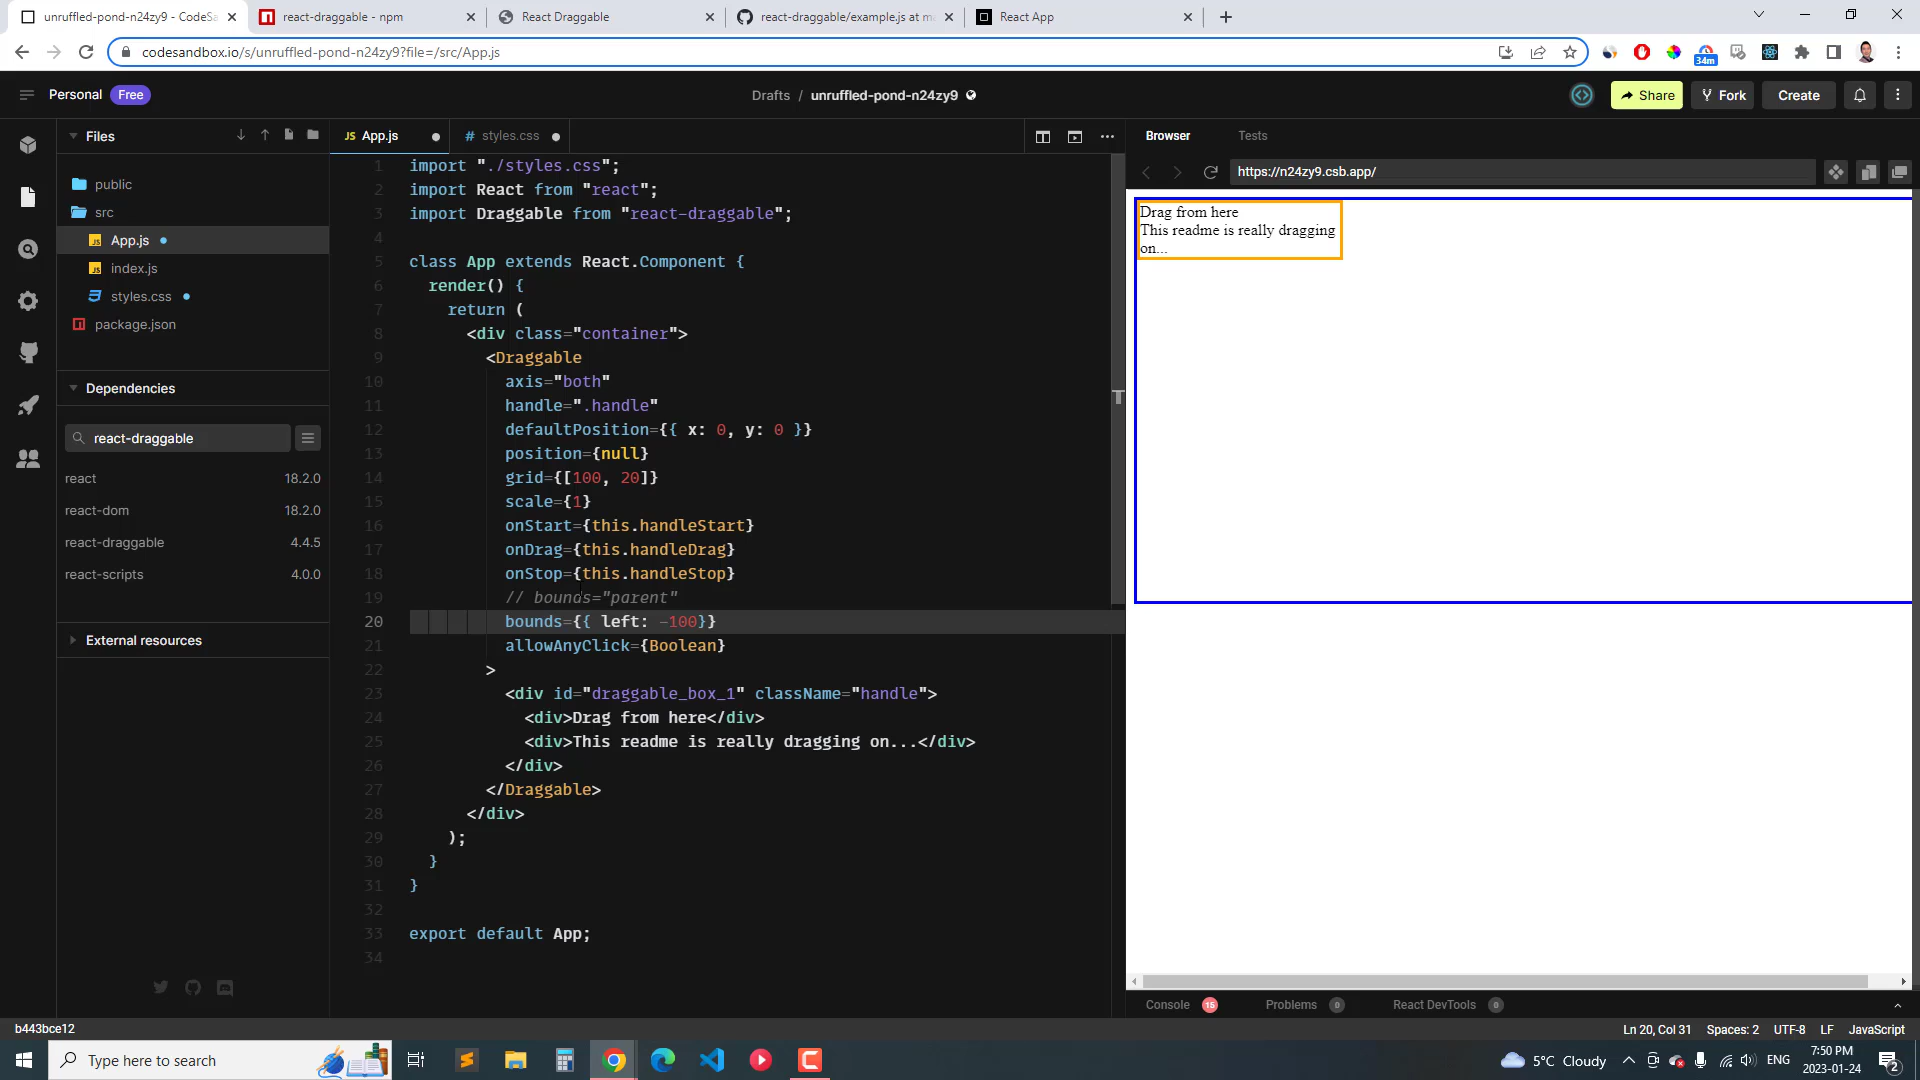 unruffled-pond-n24zy9 - CodeSa
react-draggable - npm
React Draggable
react-draggable/example.js at ma
React App
codesandbox.io/s/unruffled-pond-n24zy9?file=/src/App.js
34m
Personal
Free
Drafts / unruffled-pond-n24zy9
Share
Fork
Create
Files
public
src
App.js
index.js
styles.css
package.json
Dependencies
react-draggable
react 18.2.0
react-dom 18.2.0
react-draggable 4.4.5
react-scripts 4.0.0
External resources
JS App.js
# styles.css
1 import "./styles.css";
2 import React from "react";
3 import Draggable from "react-draggable";
4
5 class App extends React.Component {
6 render() {
7 return (
8 <div class="container">
9 <Draggable
10 axis="both"
11 handle=".handle"
12 defaultPosition={{ x: 0, y: 0 }}
13 position={null}
14 grid={[100, 20]}
15 scale={1}
16 onStart={this.handleStart}
17 onDrag={this.handleDrag}
18 onStop={this.handleStop}
19 // bounds="parent"
20 bounds={{ left: -100}}
21 allowAnyClick={Boolean}
22 >
23 <div id="draggable_box_1" className="handle">
24 <div>Drag from here</div>
25 <div>This readme is really dragging on...</div>
26 </div>
27 </Draggable>
28 </div>
29 );
30 }
31 }
32
33 export default App;
34
Browser
Tests
https://n24zy9.csb.app/
Drag from here
This readme is really dragging
on...
Console 15
Problems 0
React DevTools 0
b443bce12
Ln 20, Col 31
Spaces: 2
UTF-8
LF
JavaScript
Type here to search
5°C Cloudy
ENG
7:50 PM
2023-01-24
2